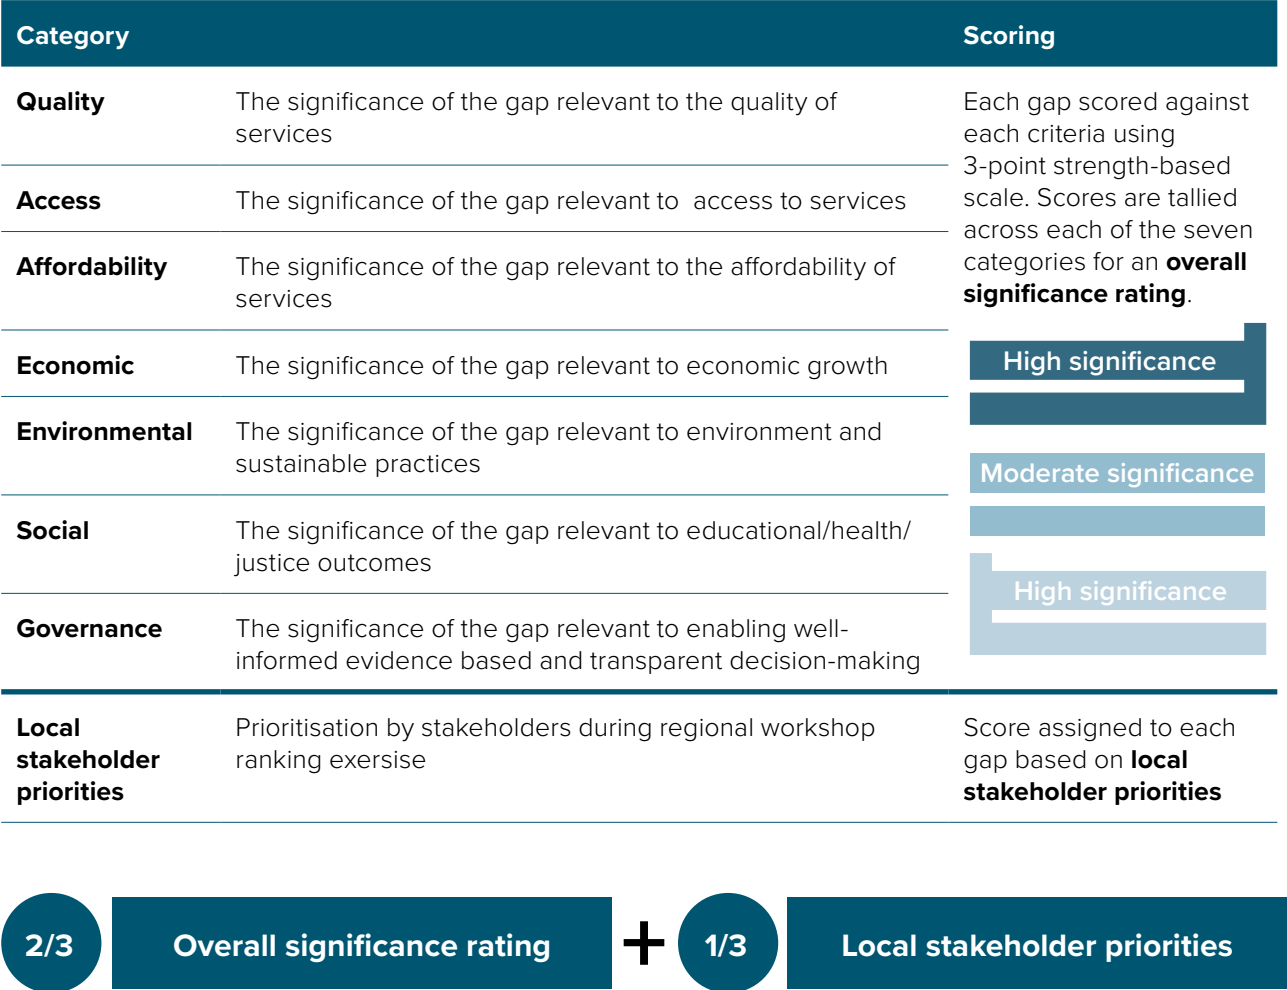 Category
Scoring
Quality
The significance of the gap relevant to the quality of
services
Access
The significance of the gap relevant to  access to services
Affordability
The significance of the gap relevant to the affordability of
services
Economic
The significance of the gap relevant to economic growth
Environmental
The significance of the gap relevant to environment and
sustainable practices
Social
The significance of the gap relevant to educational/health/
justice outcomes
Governance
The significance of the gap relevant to enabling well-
informed evidence based and transparent decision-making
Each gap scored against
each criteria using
3-point strength-based
scale. Scores are tallied
across each of the seven
categories for an overall
significance rating.
High significance
Moderate significance
High significance
Local
stakeholder
priorities
Prioritisation by stakeholders during regional workshop
ranking exersise
Score assigned to each
gap based on local
stakeholder priorities
2/3
Overall significance rating
+
1/3
Local stakeholder priorities